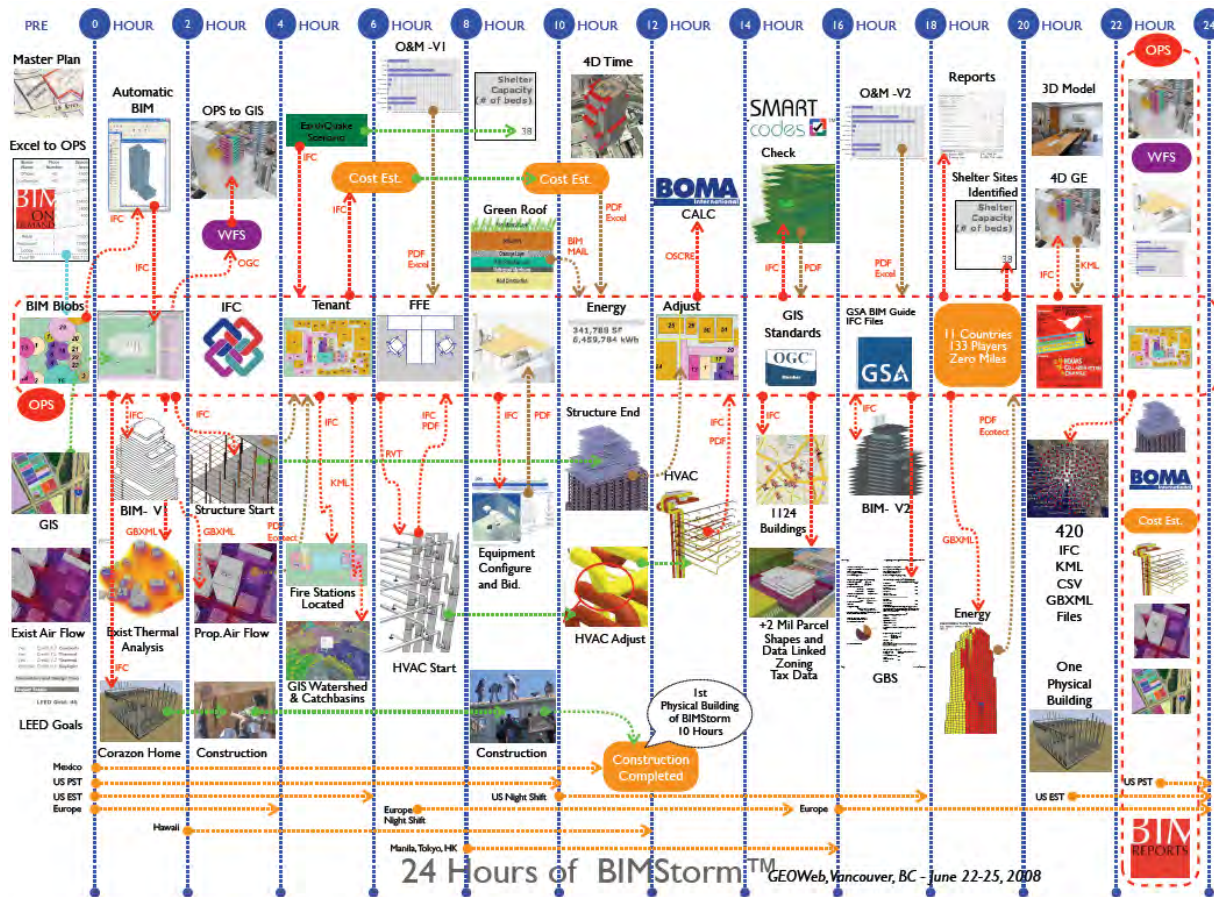 PRE 0 HOUR 2 HOUR 4 HOUR 6 HOUR 8 HOUR 10 HOUR 12 HOUR 14 HOUR 16 HOUR 18 HOUR 20 HOUR 22 HOUR 24
Master Plan
Automatic
BIM
Excel to OPS
BIM
ON
DEMAND
IFC
IFC
OPS to GIS
WFS
OGC
EarthQuake
Scenario
IFC
Cost Est.
IFC
O&M -V1
PDF
Excel
Shelter
Capacity
(# of beds)
38
Green Roof
BIM
MAIL
4D Time
Cost Est.
PDF
Excel
BOMA
International
CALC
OSCRE
SMART
codes
Check
IFC
PDF
O&M -V2
PDF
Excel
Reports
Shelter Sites
Identified
Shelter
Capacity
(# of beds)
38
3D Model
4D GE
IFC
KML
OPS
WFS
BIM Blobs
IFC
Tenant
FFE
Energy
341,789 SF
6,459,784 kWh
Adjust
GIS
Standards
OGC
GSA BIM Guide
IFC Files
GSA
11 Countries
133 Players
Zero Miles
OPS
GIS
IFC
BIM- V1
GBXML
IFC
Structure Start
GBXML
PDF
Ecotect
IFC
KML
Fire Stations
Located
GIS Watershed
& Catchbasins
RVT
IFC
PDF
HVAC Start
IFC
PDF
Equipment
Configure
and Bid.
Structure End
HVAC Adjust
HVAC
IFC
PDF
IFC
1124
Buildings
+2 Mil Parcel
Shapes and
Data Linked
Zoning
Tax Data
IFC
BIM- V2
GBS
GBXML
PDF
Ecotect
Energy
420
IFC
KML
CSV
GBXML
Files
One
Physical
Building
BOMA
Cost Est.
Exist Air Flow
Exist Thermal
Analysis
Prop. Air Flow
IFC
LEED Goals
Corazon Home
Construction
Construction
1st
Physical Building
of BIMStorm
10 Hours
Construction
Completed
Mexico
US PST
US EST
Europe
Hawaii
Europe
Night Shift
US Night Shift
Manila, Tokyo, HK
Europe
US EST
US PST
BIM
REPORTS
24 Hours of BIMStorm™ GEOWeb, Vancouver, BC - june 22-25, 2008